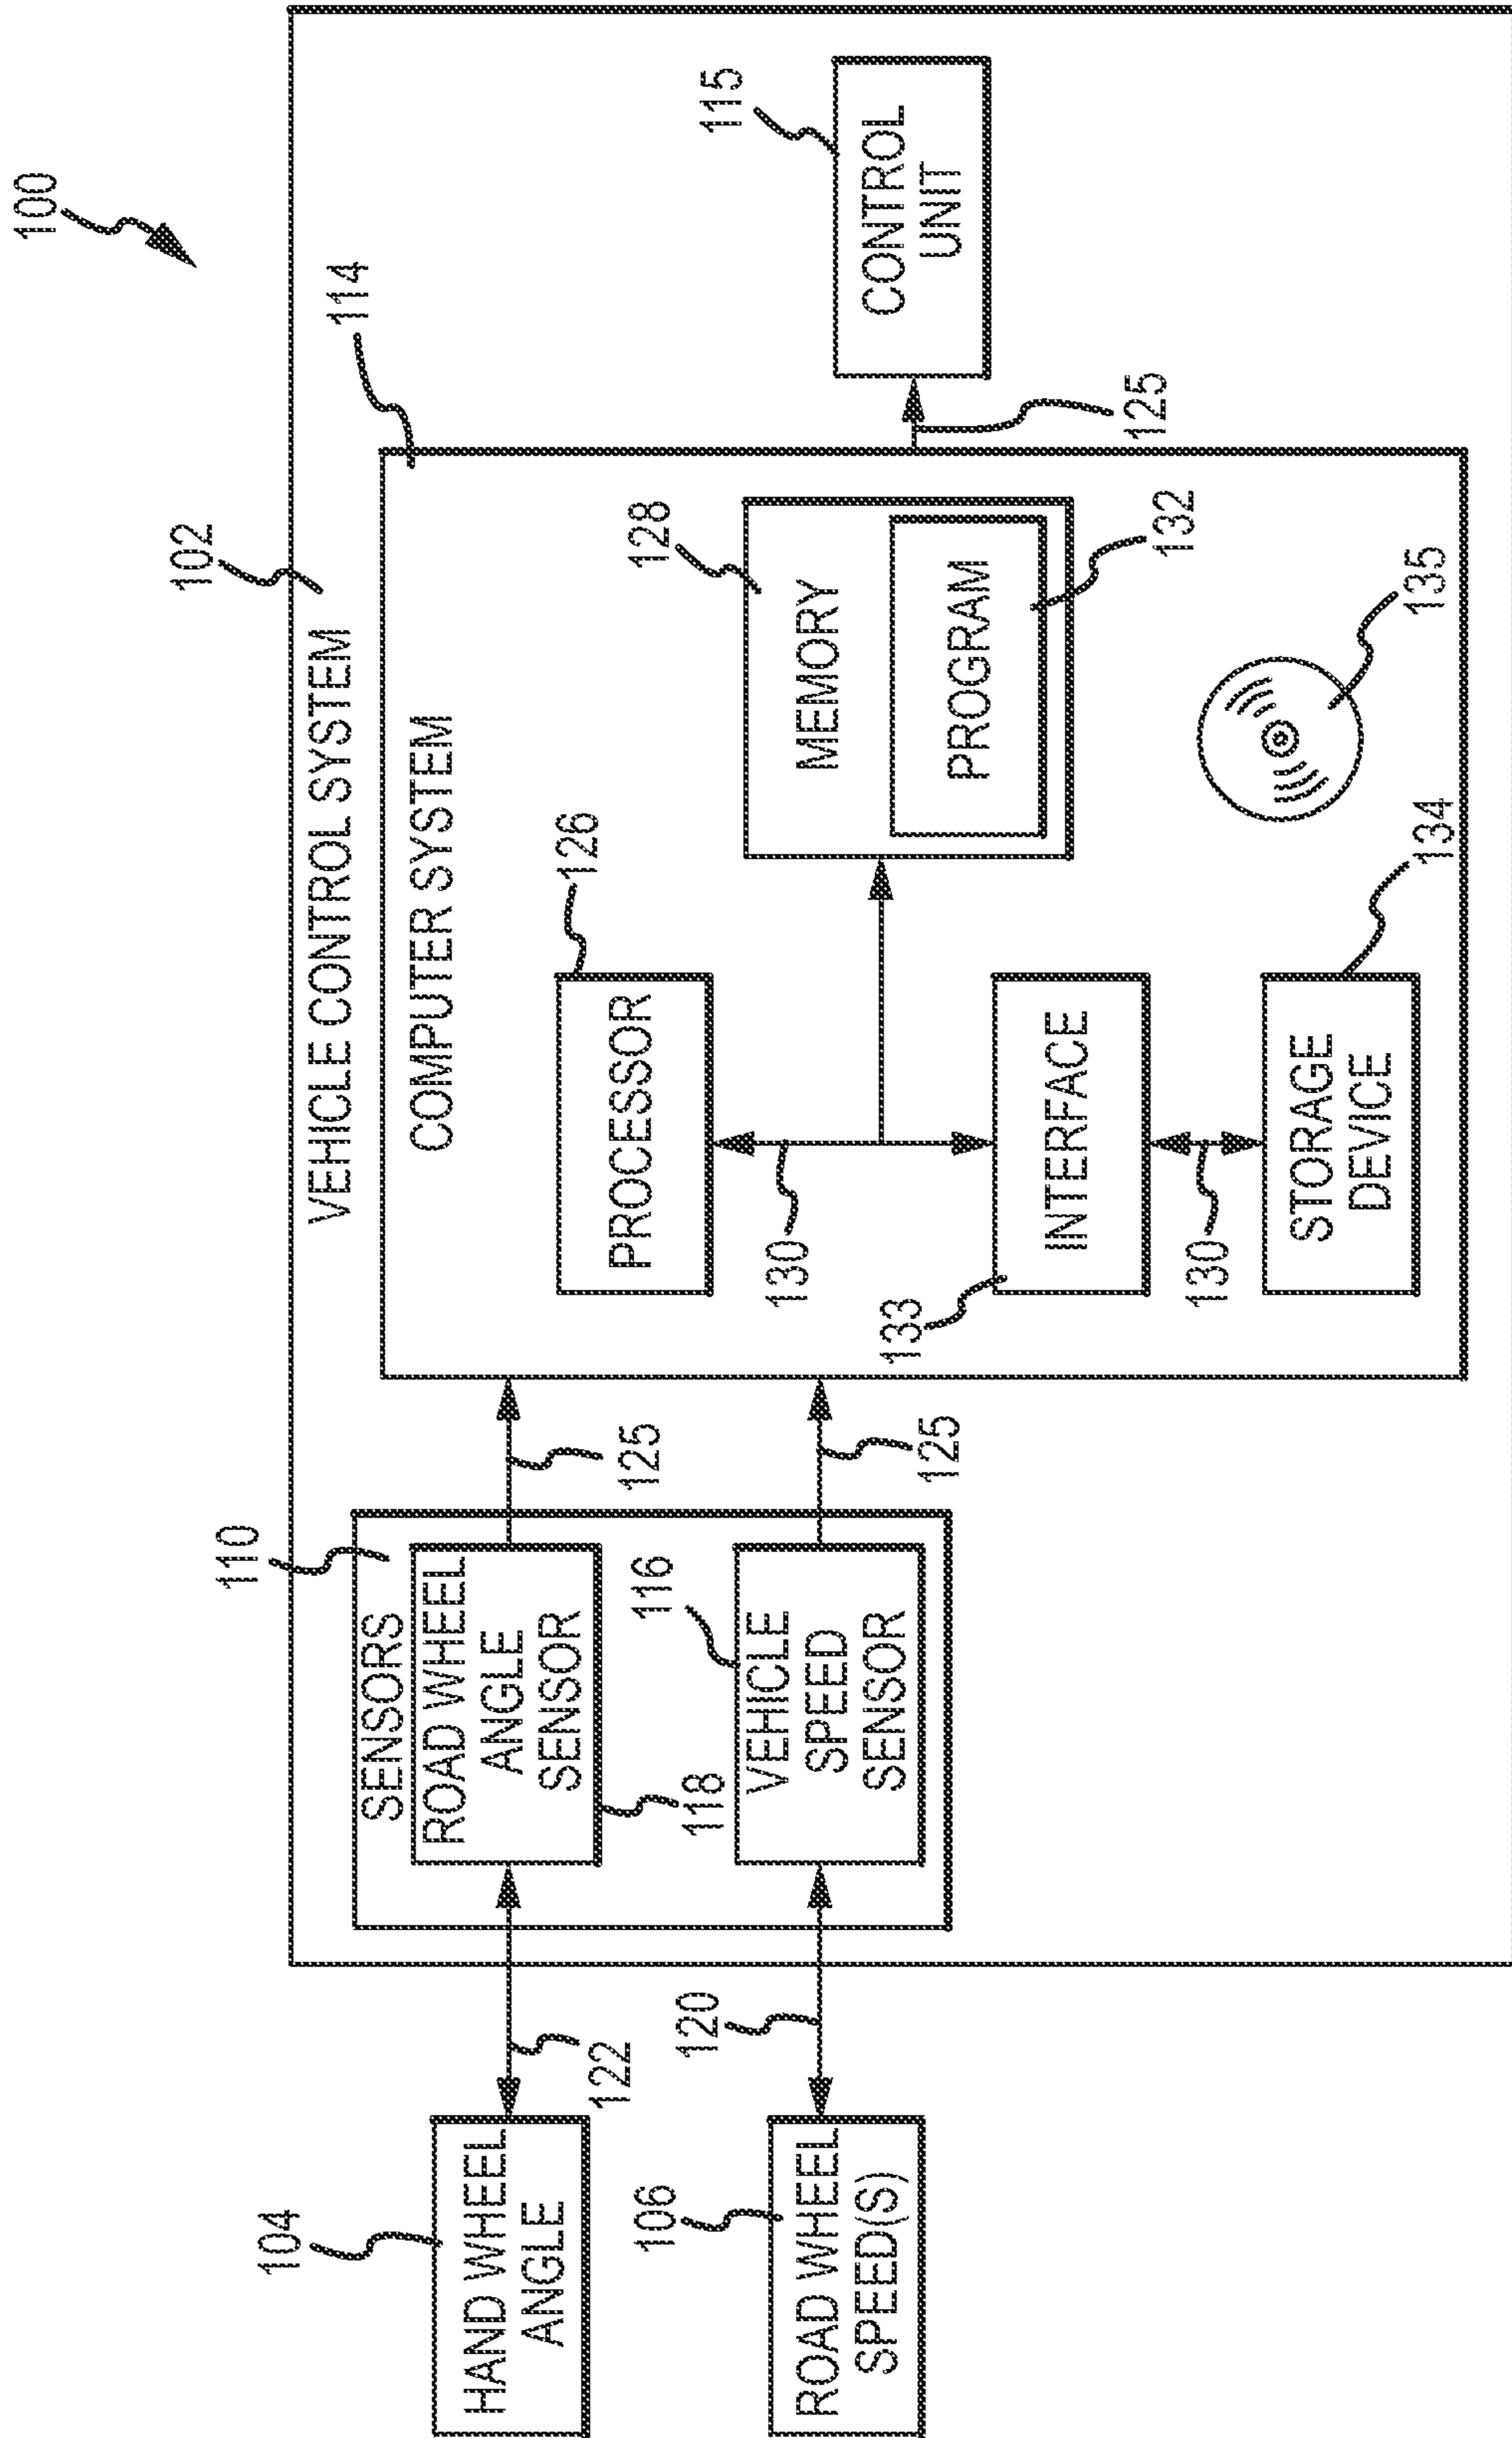 100
102
VEHICLE CONTROL SYSTEM
114
COMPUTER SYSTEM
104
HAND WHEEL
ANGLE
122
110
SENSORS
ROAD WHEEL
ANGLE
SENSOR
118
125
106
ROAD WHEEL
SPEED(S)
120
116
VEHICLE
SPEED
SENSOR
125
126
PROCESSOR
130
128
MEMORY
PROGRAM
132
133
INTERFACE
130
STORAGE
DEVICE
134
135
125
115
CONTROL
UNIT